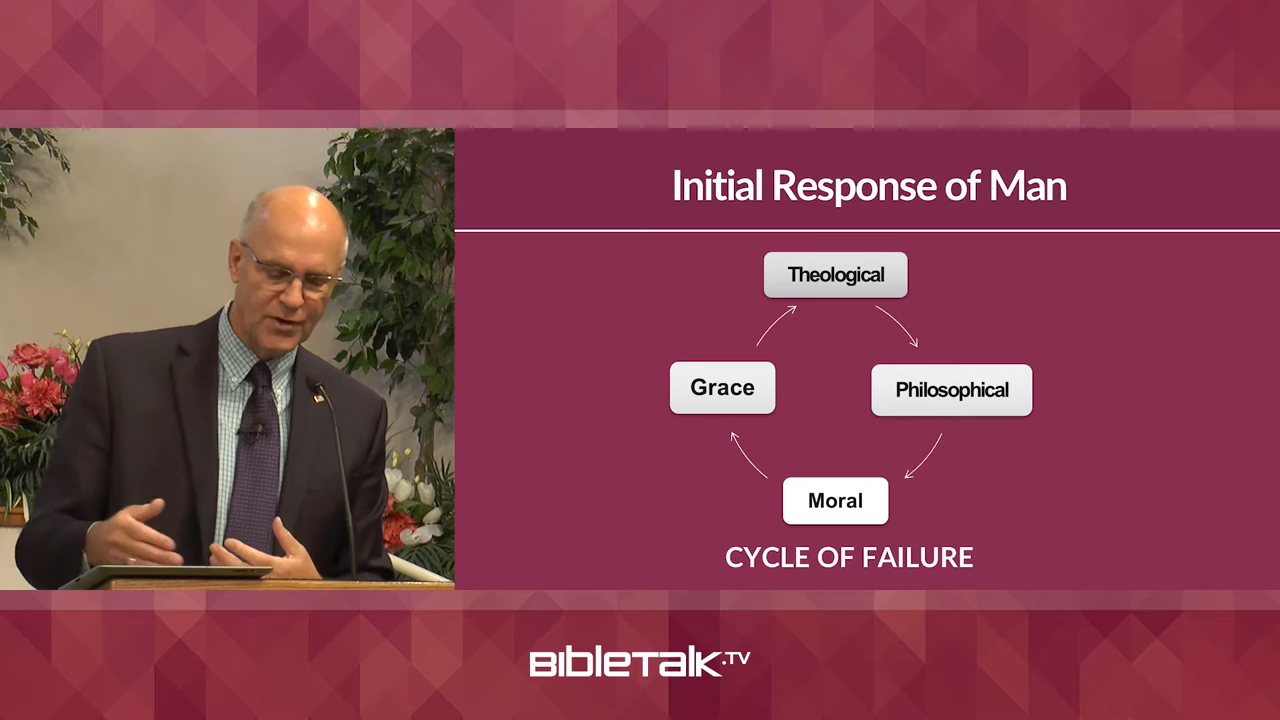 Initial Response of Man
Theological
Grace
Philosophical
Moral
CYCLE OF FAILURE
BIBLETALK.TV